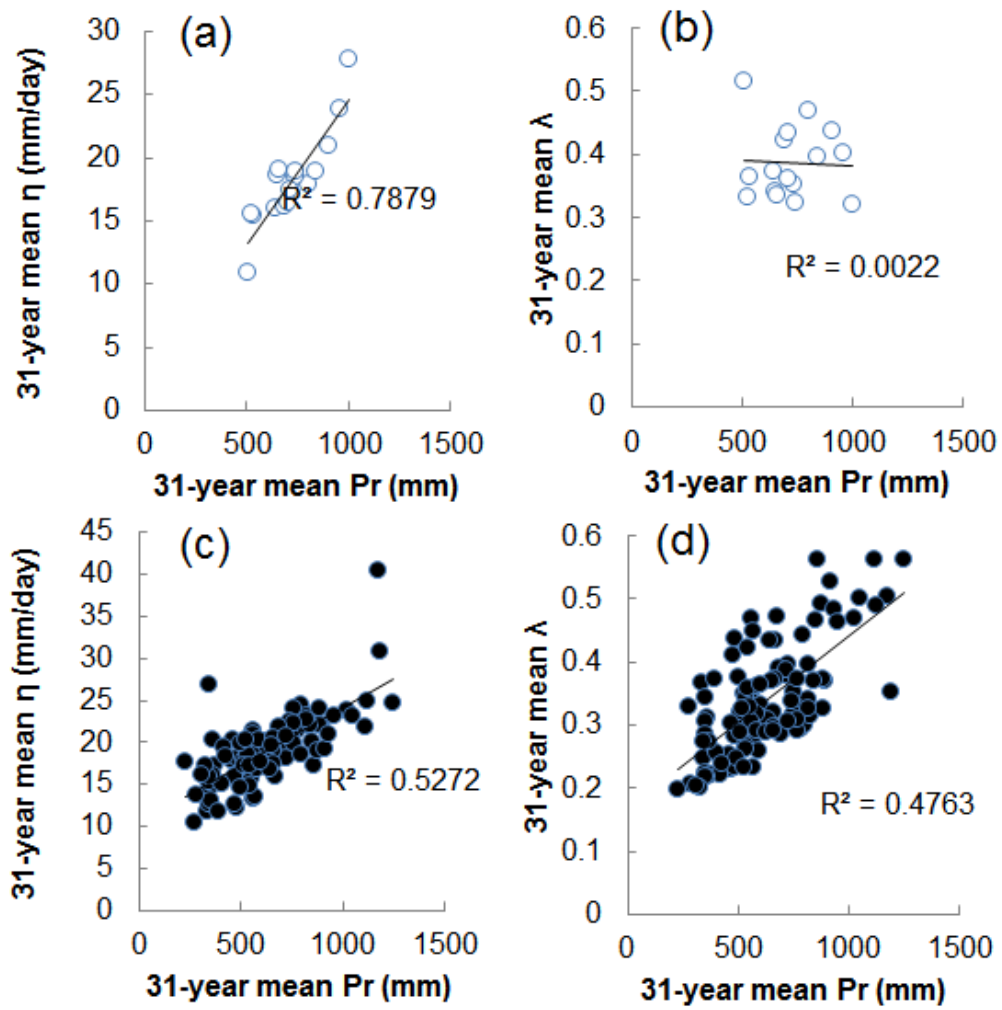 (a)
31-year mean η (mm/day)
30
25
20
15
10
5
0
R² = 0.7879
0 500 1000 1500
31-year mean Pr (mm)
(b)
31-year mean λ
0.6
0.5
0.4
0.3
0.2
0.1
0
R² = 0.0022
0 500 1000 1500
31-year mean Pr (mm)
(c)
31-year mean η (mm/day)
45
40
35
30
25
20
15
10
5
0
R² = 0.5272
0 500 1000 1500
31-year mean Pr (mm)
(d)
31-year mean λ
0.6
0.5
0.4
0.3
0.2
0.1
0
R² = 0.4763
0 500 1000 1500
31-year mean Pr (mm)